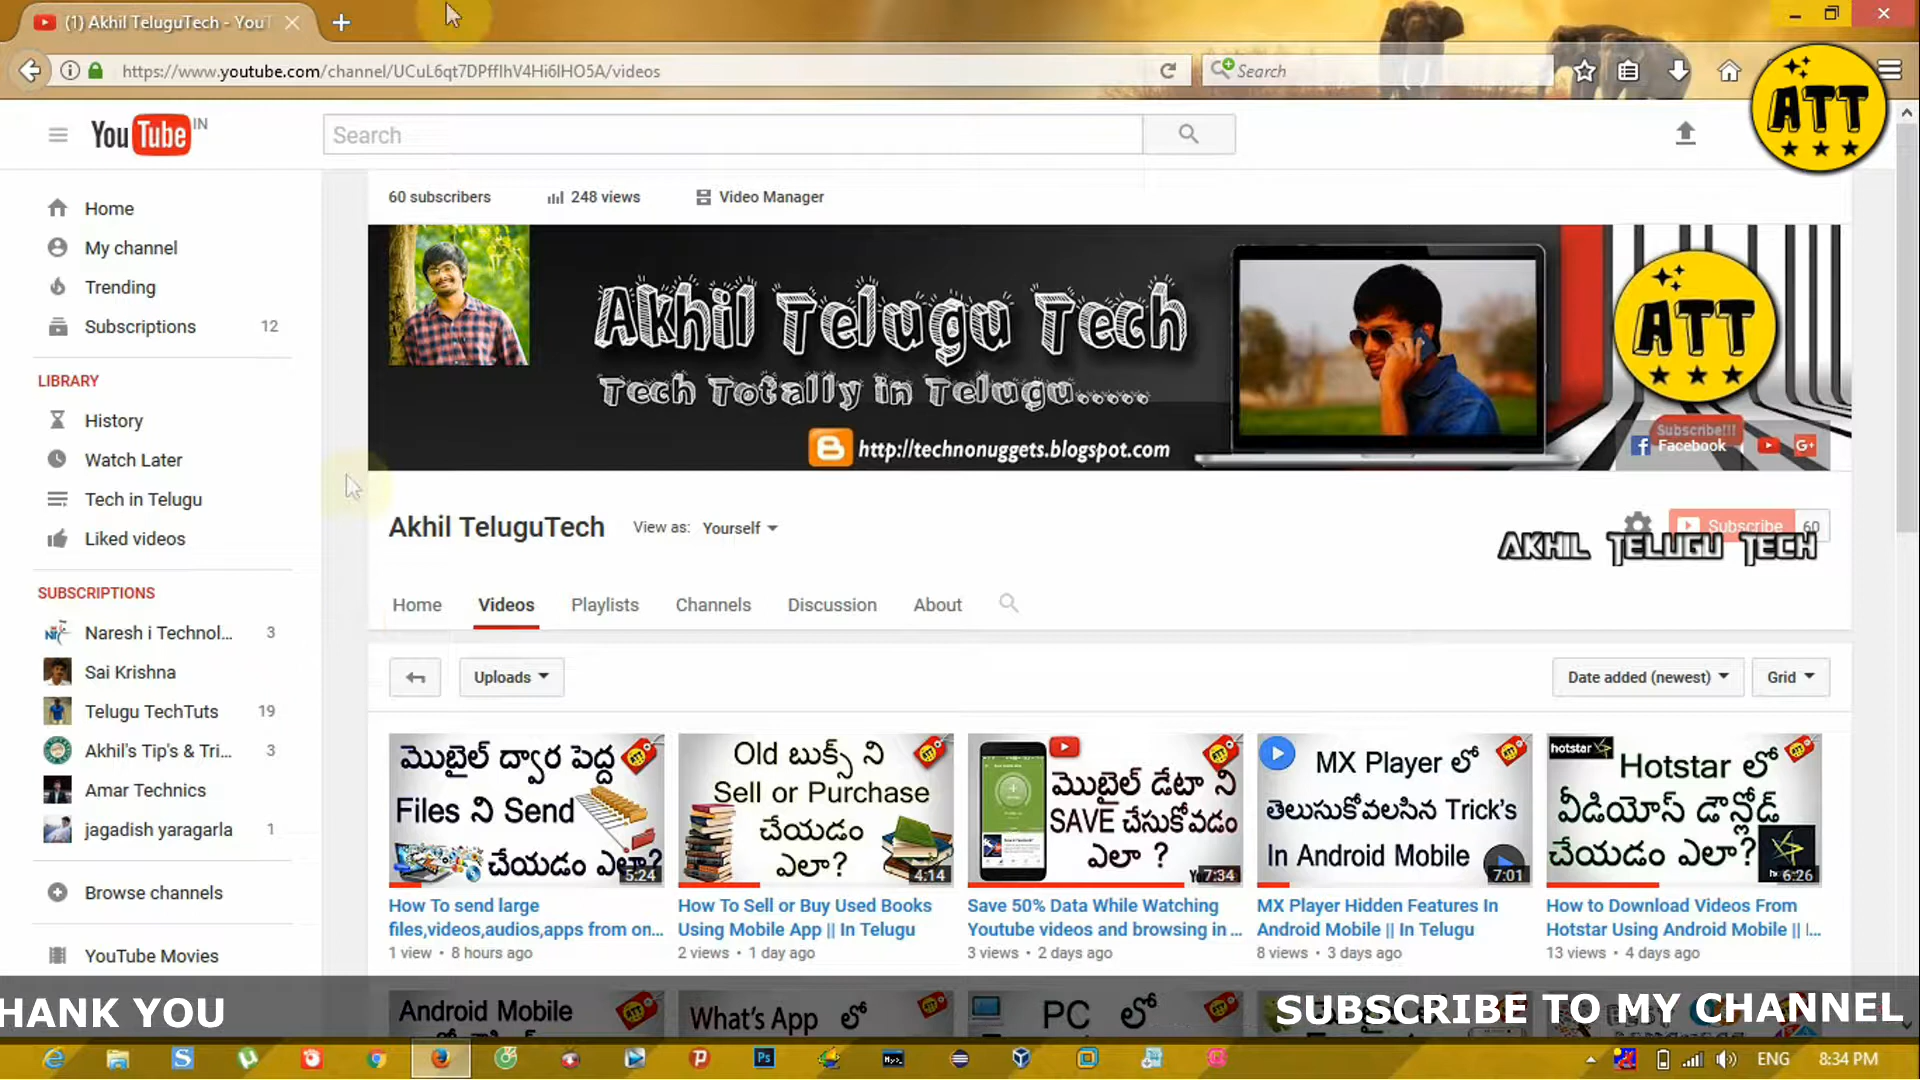 (1) Akhil TeluguTech - YouT
https://www.youtube.com/channel/UCuL6qt7DPfflhV4Hi6lHO5A/videos
Search
ATT
YouTube IN
Search
Home
My channel
Trending
Subscriptions 12
LIBRARY
History
Watch Later
Tech in Telugu
Liked videos
SUBSCRIPTIONS
Naresh i Technol... 3
Sai Krishna
Telugu TechTuts 19
Akhil's Tip's & Tri... 3
Amar Technics
jagadish yaragarla 1
Browse channels
YouTube Movies
60 subscribers 248 views Video Manager
Akhil Telugu Tech
Tech Totally in Telugu.....
http://technonuggets.blogspot.com
ATT
Subscribe!!!
Facebook
Akhil TeluguTech View as: Yourself
Subscribe 60
AKHIL TELUGU TECH
Home Videos Playlists Channels Discussion About
Uploads Date added (newest) Grid
మొబైల్ ద్వార పెద్ద
Files ని Send
చేయడం ఎలా?
5:24
How To send large
files,videos,audios,apps from on...
1 view • 8 hours ago
Old బుక్స్ ని
Sell or Purchase
చేయడం
ఎలా?
4:14
How To Sell or Buy Used Books
Using Mobile App || In Telugu
2 views • 1 day ago
మొబైల్ డేటా ని
SAVE చేసుకోవడం
ఎలా ?
7:34
Save 50% Data While Watching
Youtube videos and browsing in ...
3 views • 2 days ago
MX Player లో
తెలుసుకోవలసిన Trick's
In Android Mobile
7:01
MX Player Hidden Features In
Android Mobile || In Telugu
8 views • 3 days ago
hotstar
Hotstar లో
వీడియోస్ డౌన్లోడ్
చేయడం ఎలా?
6:26
How to Download Videos From
Hotstar Using Android Mobile || I...
13 views • 4 days ago
Android Mobile
What's App లో
PC లో
HANK YOU
SUBSCRIBE TO MY CHANNEL
ENG 8:34 PM